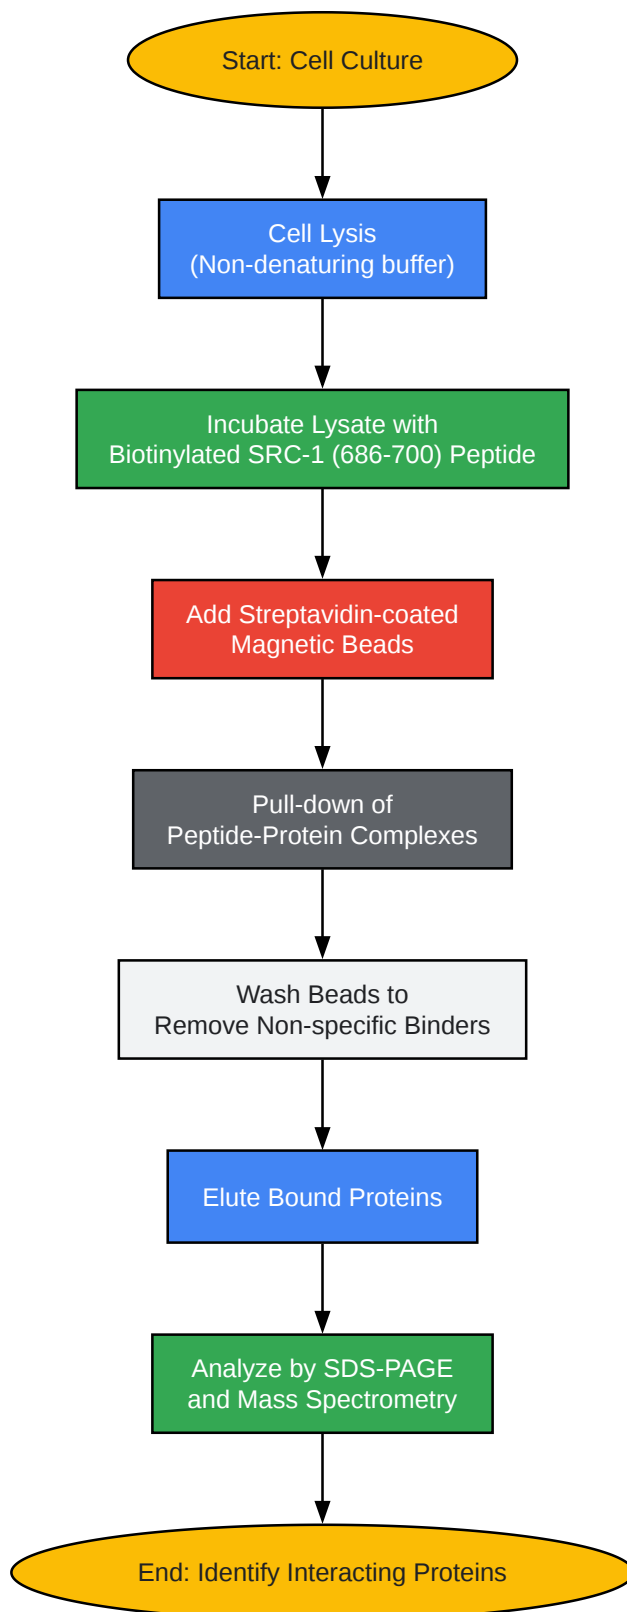 Start: Cell Culture
Cell Lysis
(Non-denaturing buffer)
Incubate Lysate with
Biotinylated SRC-1 (686-700) Peptide
Add Streptavidin-coated
Magnetic Beads
Pull-down of
Peptide-Protein Complexes
Wash Beads to
Remove Non-specific Binders
Elute Bound Proteins
Analyze by SDS-PAGE
and Mass Spectrometry
End: Identify Interacting Proteins